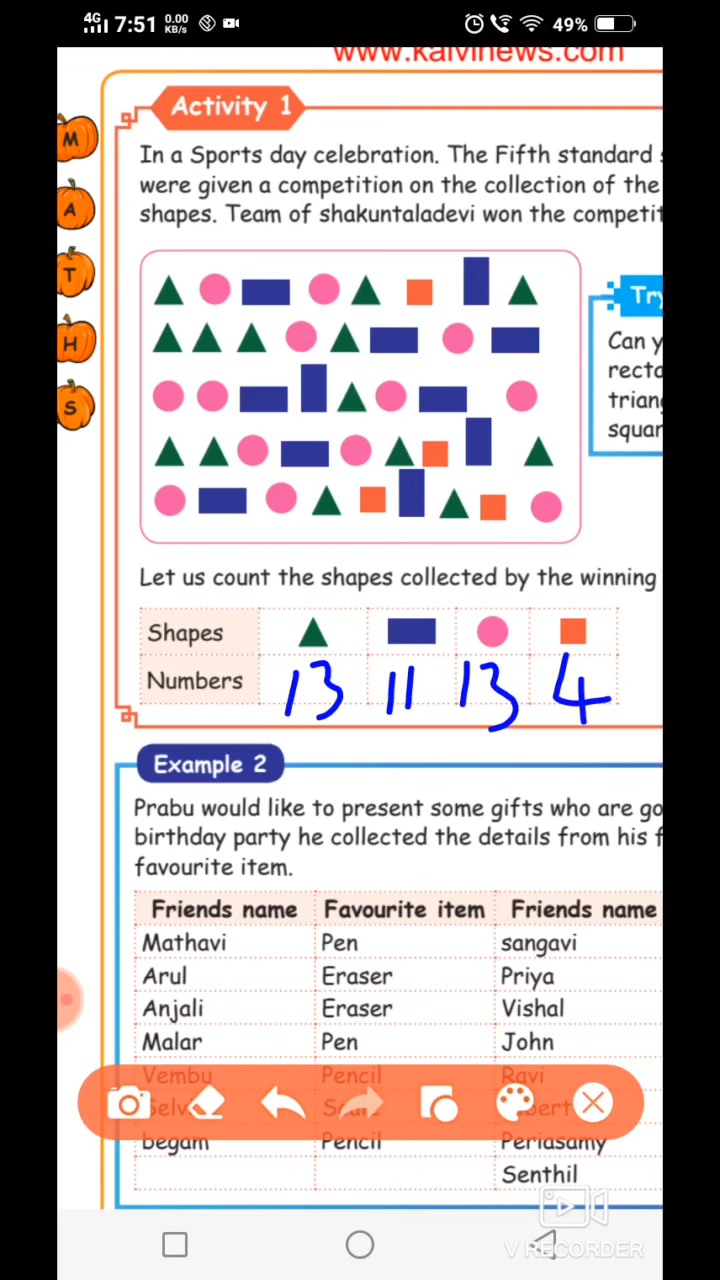 4G 7:51 0.00 KB/s 49%
www.kalvinews.com
Activity 1
M
A
T
H
S
In a Sports day celebration. The Fifth standard
were given a competition on the collection of the
shapes. Team of shakuntaladevi won the competit
Try
Can y
recta
triang
squar
Let us count the shapes collected by the winning
Shapes
Numbers 13 11 13 4
Example 2
Prabu would like to present some gifts who are go
birthday party he collected the details from his f
favourite item.
Friends name Favourite item Friends name
Mathavi Pen sangavi
Arul Eraser Priya
Anjali Eraser Vishal
Malar Pen John
Vembu Pencil Ravi
Selvi
begam Pencil Periasamy
Senthil
V RECORDER